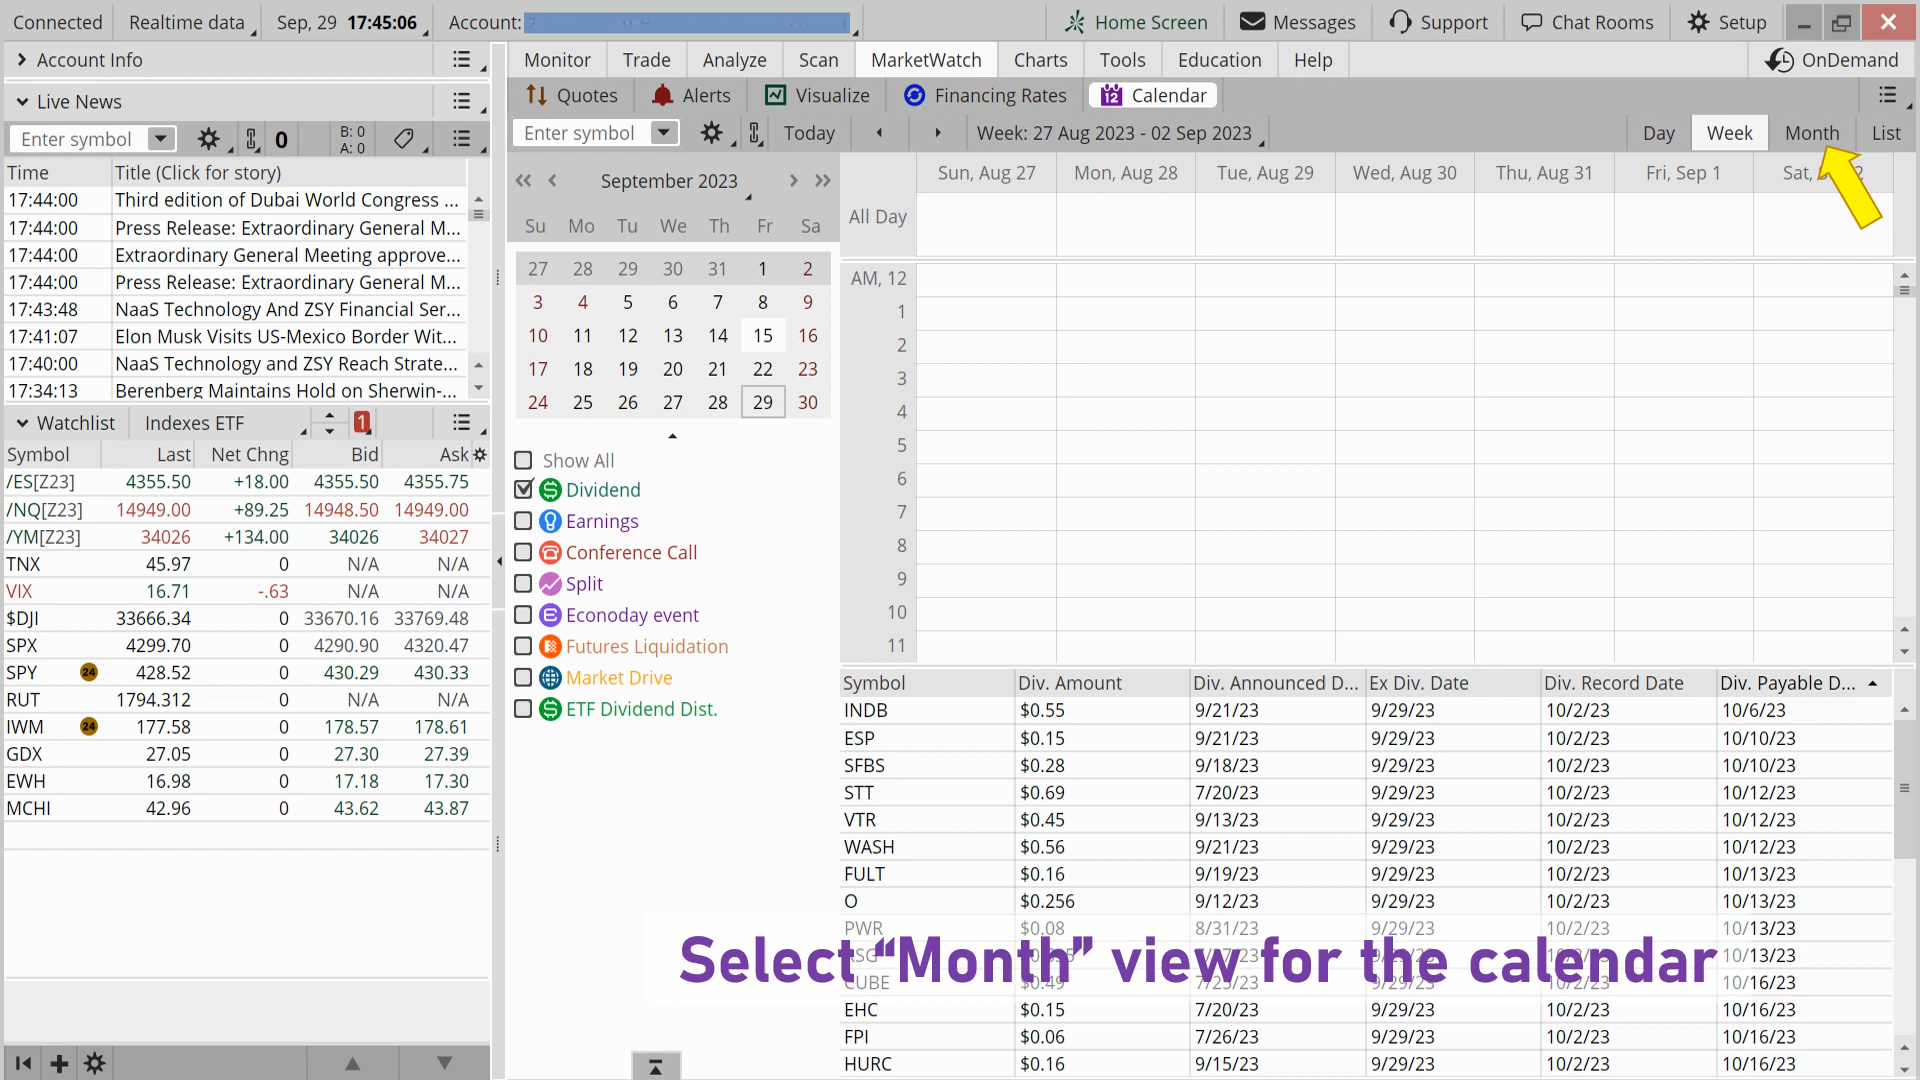 Connected Realtime data Sep, 29 17:45:06 Account: Home Screen Messages Support Chat Rooms Setup
Account Info Monitor Trade Analyze Scan MarketWatch Charts Tools Education Help OnDemand
Live News Quotes Alerts Visualize Financing Rates Calendar
Enter symbol 0 B: 0 A: 0 Enter symbol Today Week: 27 Aug 2023 - 02 Sep 2023 Day Week Month List
Time Title (Click for story)
17:44:00 Third edition of Dubai World Congress ...
17:44:00 Press Release: Extraordinary General M...
17:44:00 Extraordinary General Meeting approve...
17:44:00 Press Release: Extraordinary General M...
17:43:48 NaaS Technology And ZSY Financial Ser...
17:41:07 Elon Musk Visits US-Mexico Border Wit...
17:40:00 NaaS Technology and ZSY Reach Strate...
17:34:13 Berenberg Maintains Hold on Sherwin-...
Watchlist Indexes ETF 1
Symbol Last Net Chng Bid Ask
/ES[Z23] 4355.50 +18.00 4355.50 4355.75
/NQ[Z23] 14949.00 +89.25 14948.50 14949.00
/YM[Z23] 34026 +134.00 34026 34027
TNX 45.97 0 N/A N/A
VIX 16.71 -.63 N/A N/A
$DJI 33666.34 0 33670.16 33769.48
SPX 4299.70 0 4290.90 4320.47
SPY 24 428.52 0 430.29 430.33
RUT 1794.312 0 N/A N/A
IWM 24 177.58 0 178.57 178.61
GDX 27.05 0 27.30 27.39
EWH 16.98 0 17.18 17.30
MCHI 42.96 0 43.62 43.87
September 2023
Su Mo Tu We Th Fr Sa
27 28 29 30 31 1 2
3 4 5 6 7 8 9
10 11 12 13 14 15 16
17 18 19 20 21 22 23
24 25 26 27 28 29 30
Show All
Dividend
Earnings
Conference Call
Split
Econoday event
Futures Liquidation
Market Drive
ETF Dividend Dist.
Sun, Aug 27 Mon, Aug 28 Tue, Aug 29 Wed, Aug 30 Thu, Aug 31 Fri, Sep 1 Sat, 2
All Day
AM, 12
1
2
3
4
5
6
7
8
9
10
11
Symbol Div. Amount Div. Announced D... Ex Div. Date Div. Record Date Div. Payable D...
INDB $0.55 9/21/23 9/29/23 10/2/23 10/6/23
ESP $0.15 9/21/23 9/29/23 10/2/23 10/10/23
SFBS $0.28 9/18/23 9/29/23 10/2/23 10/10/23
STT $0.69 7/20/23 9/29/23 10/2/23 10/12/23
VTR $0.45 9/13/23 9/29/23 10/2/23 10/12/23
WASH $0.56 9/29/23 9/29/23 10/2/23 10/12/23
FULT $0.16 9/19/23 9/29/23 10/2/23 10/13/23
O $0.256 9/12/23 9/29/23 10/2/23 10/13/23
PWR $0.08 8/31/23 9/29/23 10/2/23 10/13/23
10/13/23
CUBE 10/16/23
Select “Month” view for the calendar
EHC $0.15 7/20/23 9/29/23 10/2/23 10/16/23
FPI $0.06 7/26/23 9/29/23 10/2/23 10/16/23
HURC $0.16 9/15/23 9/29/23 10/2/23 10/16/23